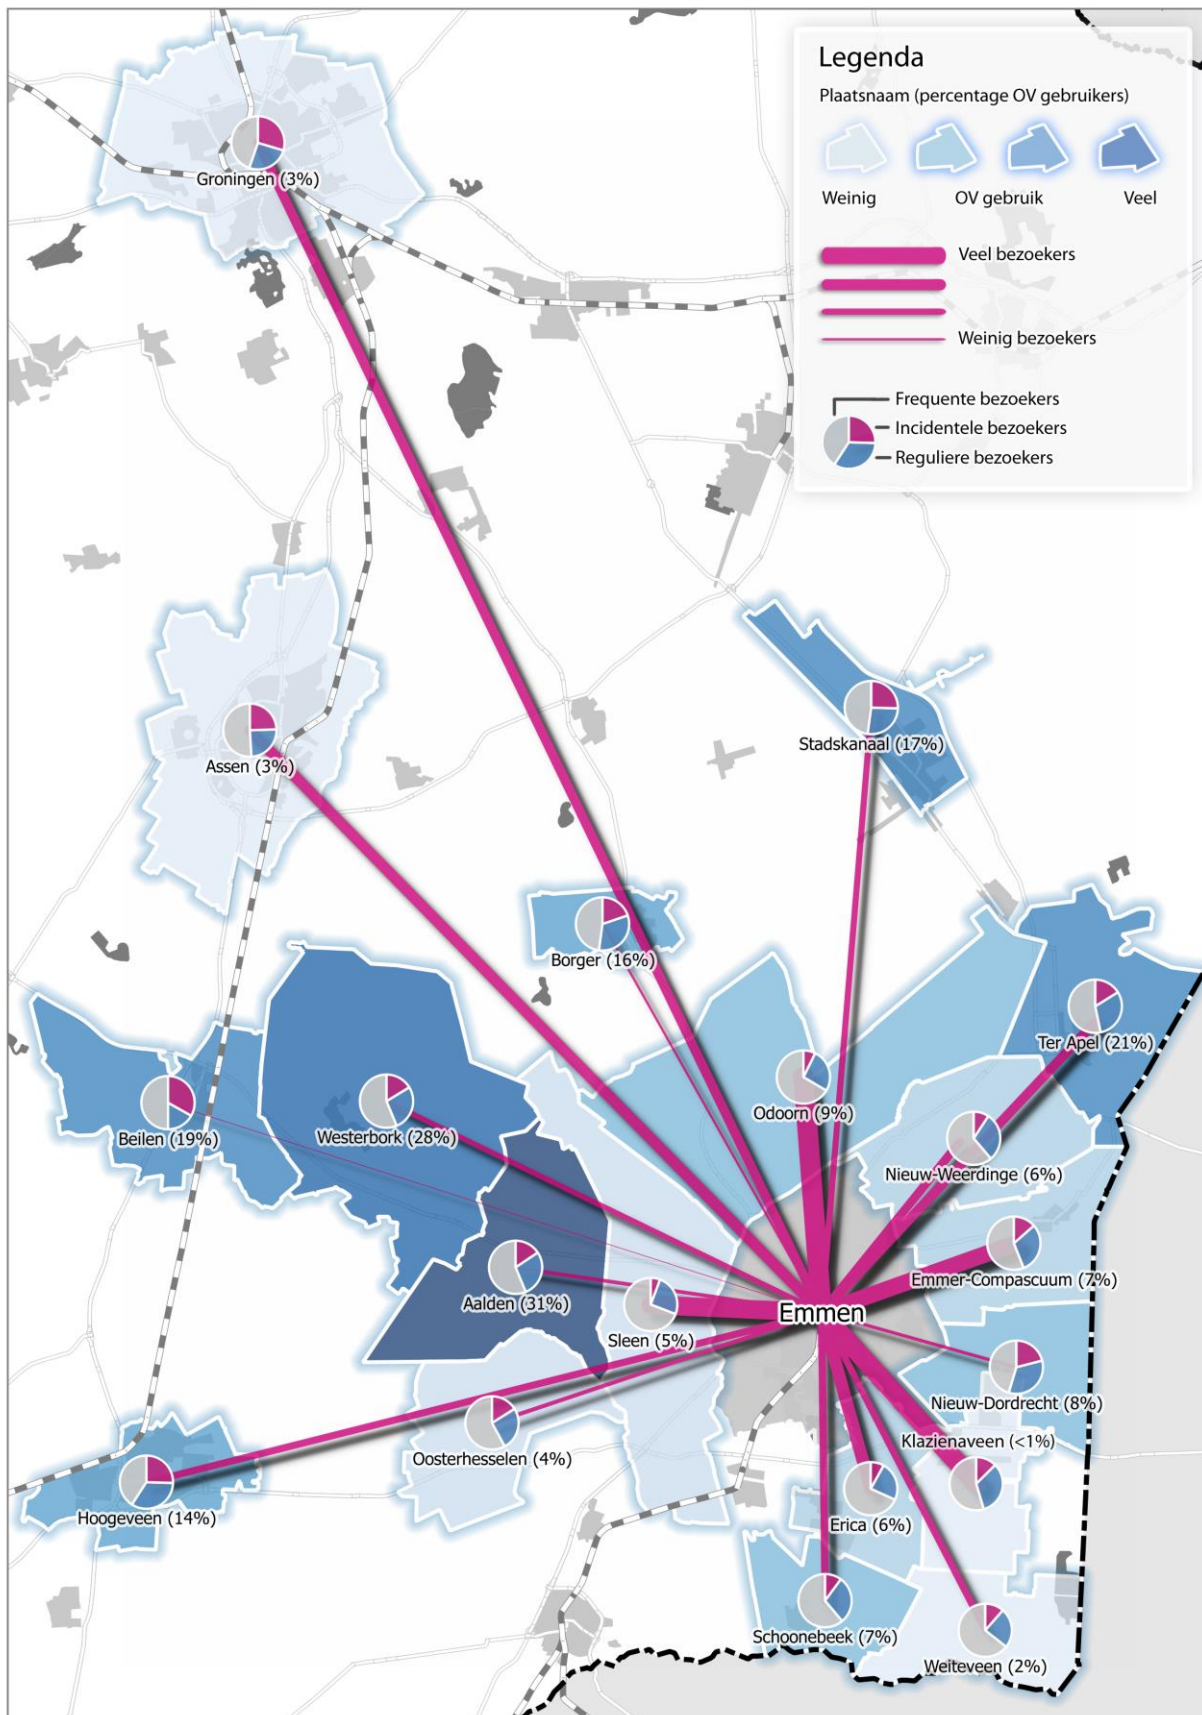 Legenda
Plaatsnaam (percentage OV gebruikers)
Weinig
OV gebruik
Veel
Veel bezoekers
Weinig bezoekers
Frequente bezoekers
Incidentele bezoekers
Reguliere bezoekers
Groningen (3%)
Assen (3%)
Stadskanaal (17%)
Borger (16%)
Ter Apel (21%)
Odoorn (9%)
Beilen (19%)
Westerbork (28%)
Nieuw-Weerdinge (6%)
Emmer-Compascuum (7%)
Aalden (31%)
Sleen (5%)
Emmen
Nieuw-Dordrecht (8%)
Klazienaveen (<1%)
Oosterhesselen (4%)
Hoogeveen (14%)
Erica (6%)
Schoonebeek (7%)
Weiteveen (2%)